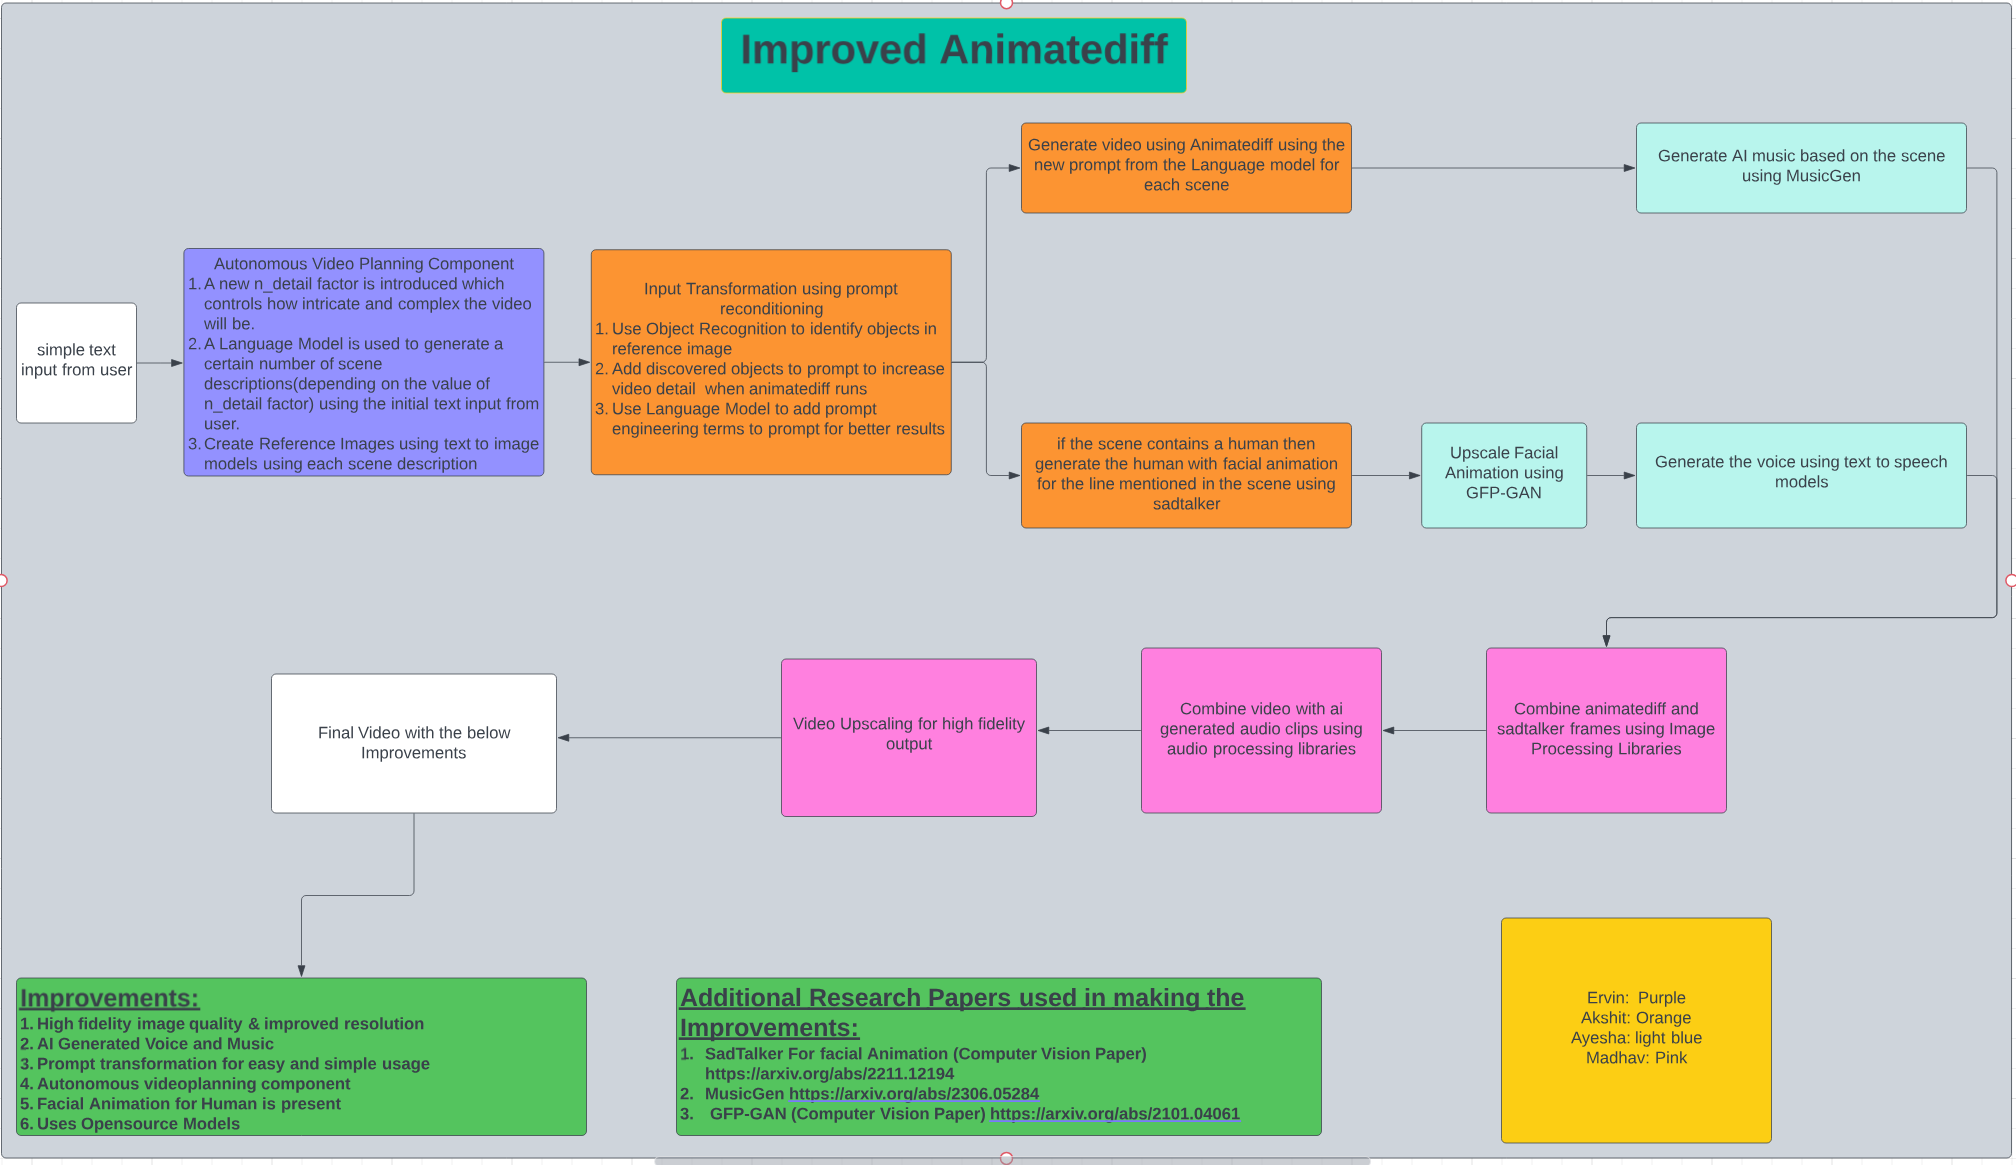 Improved Animatediff
Generate video using Animatediff using the
new prompt from the Language model for
each scene
Generate AI music based on the scene
using MusicGen
simple text
input from user
Autonomous Video Planning Component
1. A new n_detail factor is introduced which
controls how intricate and complex the video
will be.
2. A Language Model is used to generate a
certain number of scene
descriptions(depending on the value of
n_detail factor) using the initial text input from
user.
3. Create Reference Images using text to image
models using each scene description
Input Transformation using prompt
reconditioning
1. Use Object Recognition to identify objects in
reference image
2. Add discovered objects to prompt to increase
video detail  when animatediff runs
3. Use Language Model to add prompt
engineering terms to prompt for better results
if the scene contains a human then
generate the human with facial animation
for the line mentioned in the scene using
sadtalker
Upscale Facial
Animation using
GFP-GAN
Generate the voice using text to speech
models
Final Video with the below
Improvements
Video Upscaling for high fidelity
output
Combine video with ai
generated audio clips using
audio processing libraries
Combine animatediff and
sadtalker frames using Image
Processing Libraries
Improvements:
1. High fidelity image quality & improved resolution
2. AI Generated Voice and Music
3. Prompt transformation for easy and simple usage
4. Autonomous videoplanning component
5. Facial Animation for Human is present
6. Uses Opensource Models
Additional Research Papers used in making the
Improvements:
1. SadTalker For facial Animation (Computer Vision Paper)
https://arxiv.org/abs/2211.12194
2. MusicGen https://arxiv.org/abs/2306.05284
3. GFP-GAN (Computer Vision Paper) https://arxiv.org/abs/2101.04061
Ervin:  Purple
Akshit: Orange
Ayesha: light blue
Madhav: Pink